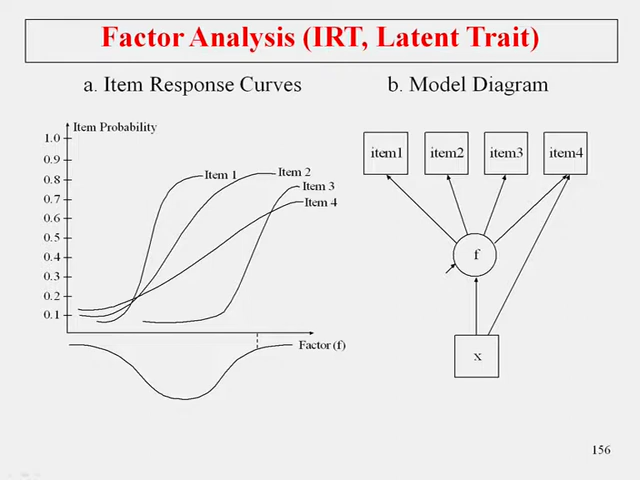 Factor Analysis (IRT, Latent Trait)
a. Item Response Curves
b. Model Diagram
Item Probability
1.0
0.9
0.8
0.7
0.6
0.5
0.4
0.3
0.2
0.1
Item 1
Item 2
Item 3
Item 4
Factor (f)
item1
item2
item3
item4
f
x
156